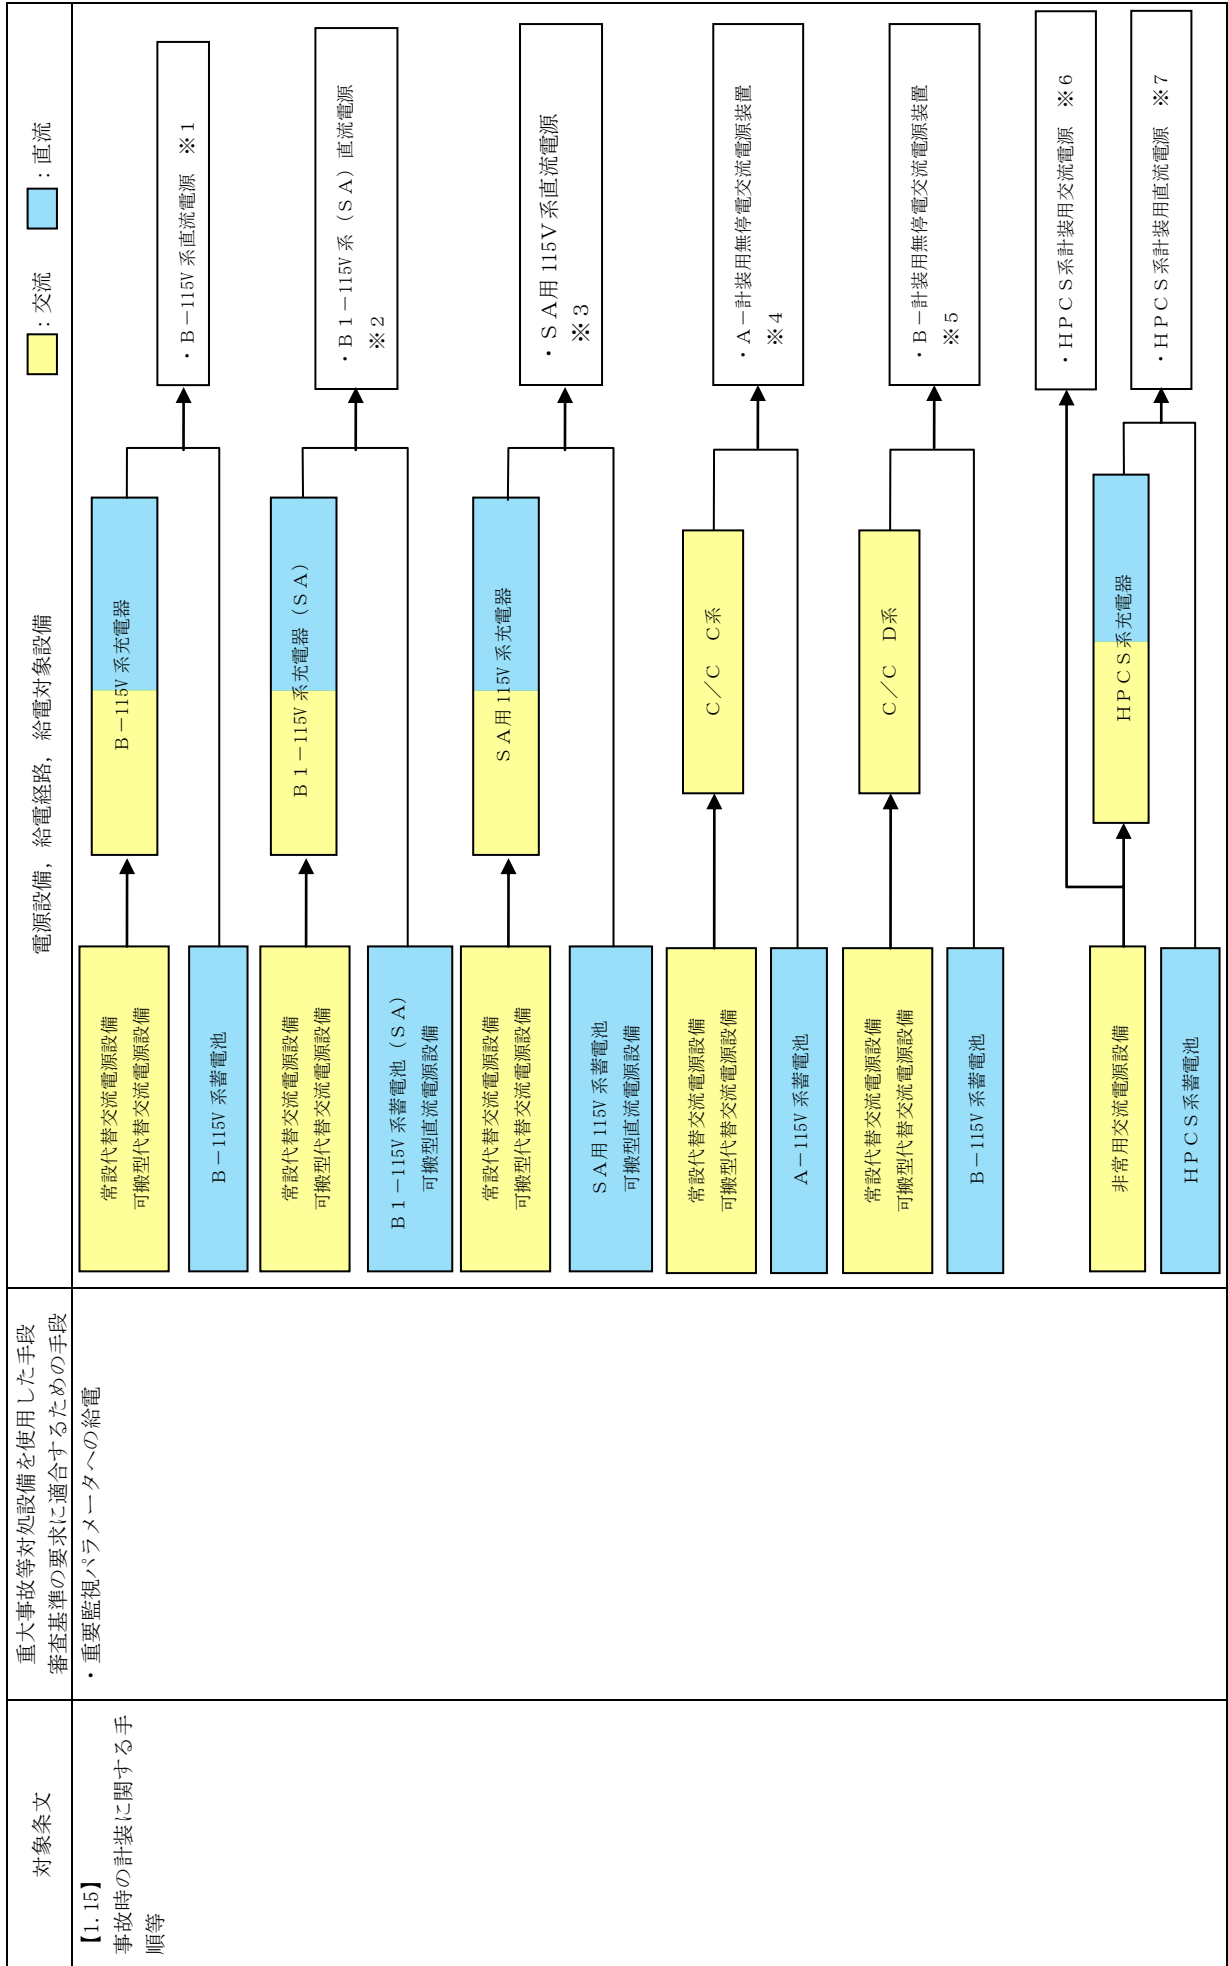 対象条文
重大事故等対処設備を使用した手段
審査基準の要求に適合するための手段
電源設備，給電経路，給電対象設備
：交流
：直流
【1.15】
事故時の計装に関する手
順等
・重要監視パラメータへの給電
常設代替交流電源設備
可搬型代替交流電源設備
B－115V 系充電器
・B－115V 系直流電源　※1
B－115V 系蓄電池
常設代替交流電源設備
可搬型代替交流電源設備
B1－115V 系充電器（SA）
・B1－115V 系（SA）直流電源
※2
B1－115V 系蓄電池（SA）
可搬型直流電源設備
常設代替交流電源設備
可搬型代替交流電源設備
SA用 115V 系充電器
・SA用 115V 系直流電源
※3
SA用 115V 系蓄電池
可搬型直流電源設備
常設代替交流電源設備
可搬型代替交流電源設備
C／C　C系
・A－計装用無停電交流電源装置
※4
A－115V 系蓄電池
常設代替交流電源設備
可搬型代替交流電源設備
C／C　D系
・B－計装用無停電交流電源装置
※5
B－115V 系蓄電池
・HPCS系計装用交流電源　※6
非常用交流電源設備
HPCS系充電器
・HPCS系計装用直流電源　※7
HPCS系蓄電池